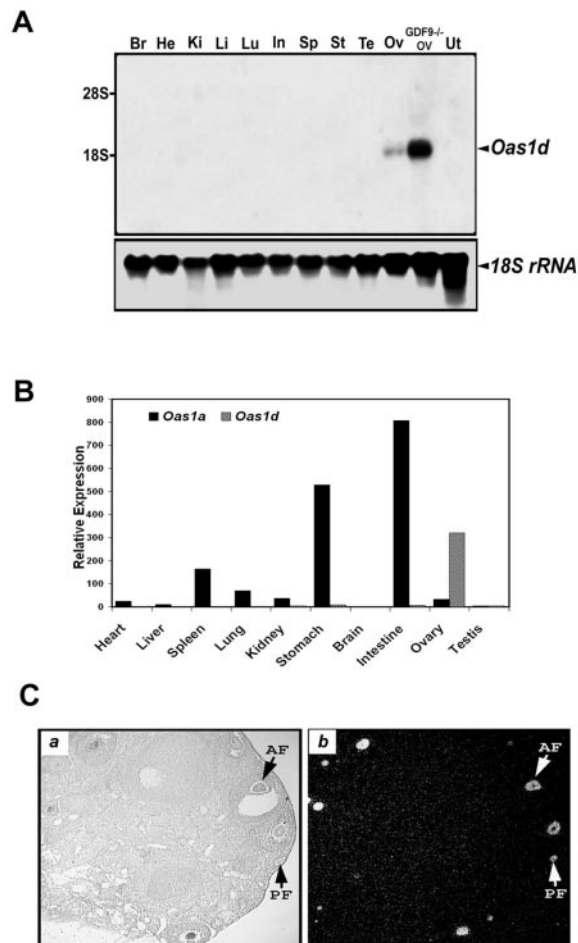 A
Br He Ki Li Lu In Sp St Te Ov GDF9-/- OV Ut
28S
18S
Oas1d
18S rRNA
B
Relative Expression
900
800
700
600
500
400
300
200
100
0
Oas1a Oas1d
Heart Liver Spleen Lung Kidney Stomach Brain Intestine Ovary Testis
C
a
AF
PF
b
AF
PF